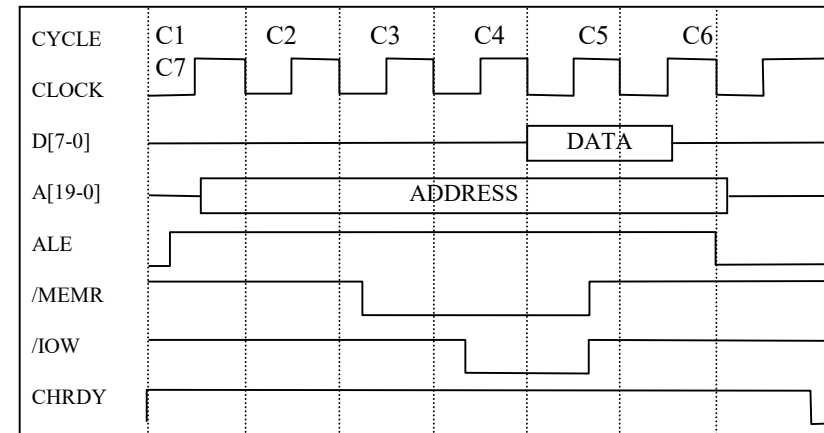 CYCLE C1 C2 C3 C4 C5 C6
C7
CLOCK
D[7-0] DATA
A[19-0] ADDRESS
ALE
/MEMR
/IOW
CHRDY